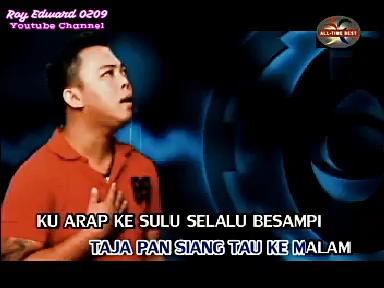 Roy Edward 0209
Youtube Channel
ALL-TIME BEST
KU ARAP KE SULU SELALU BESAMPI
TAJA PAN SIANG TAU KE MALAM